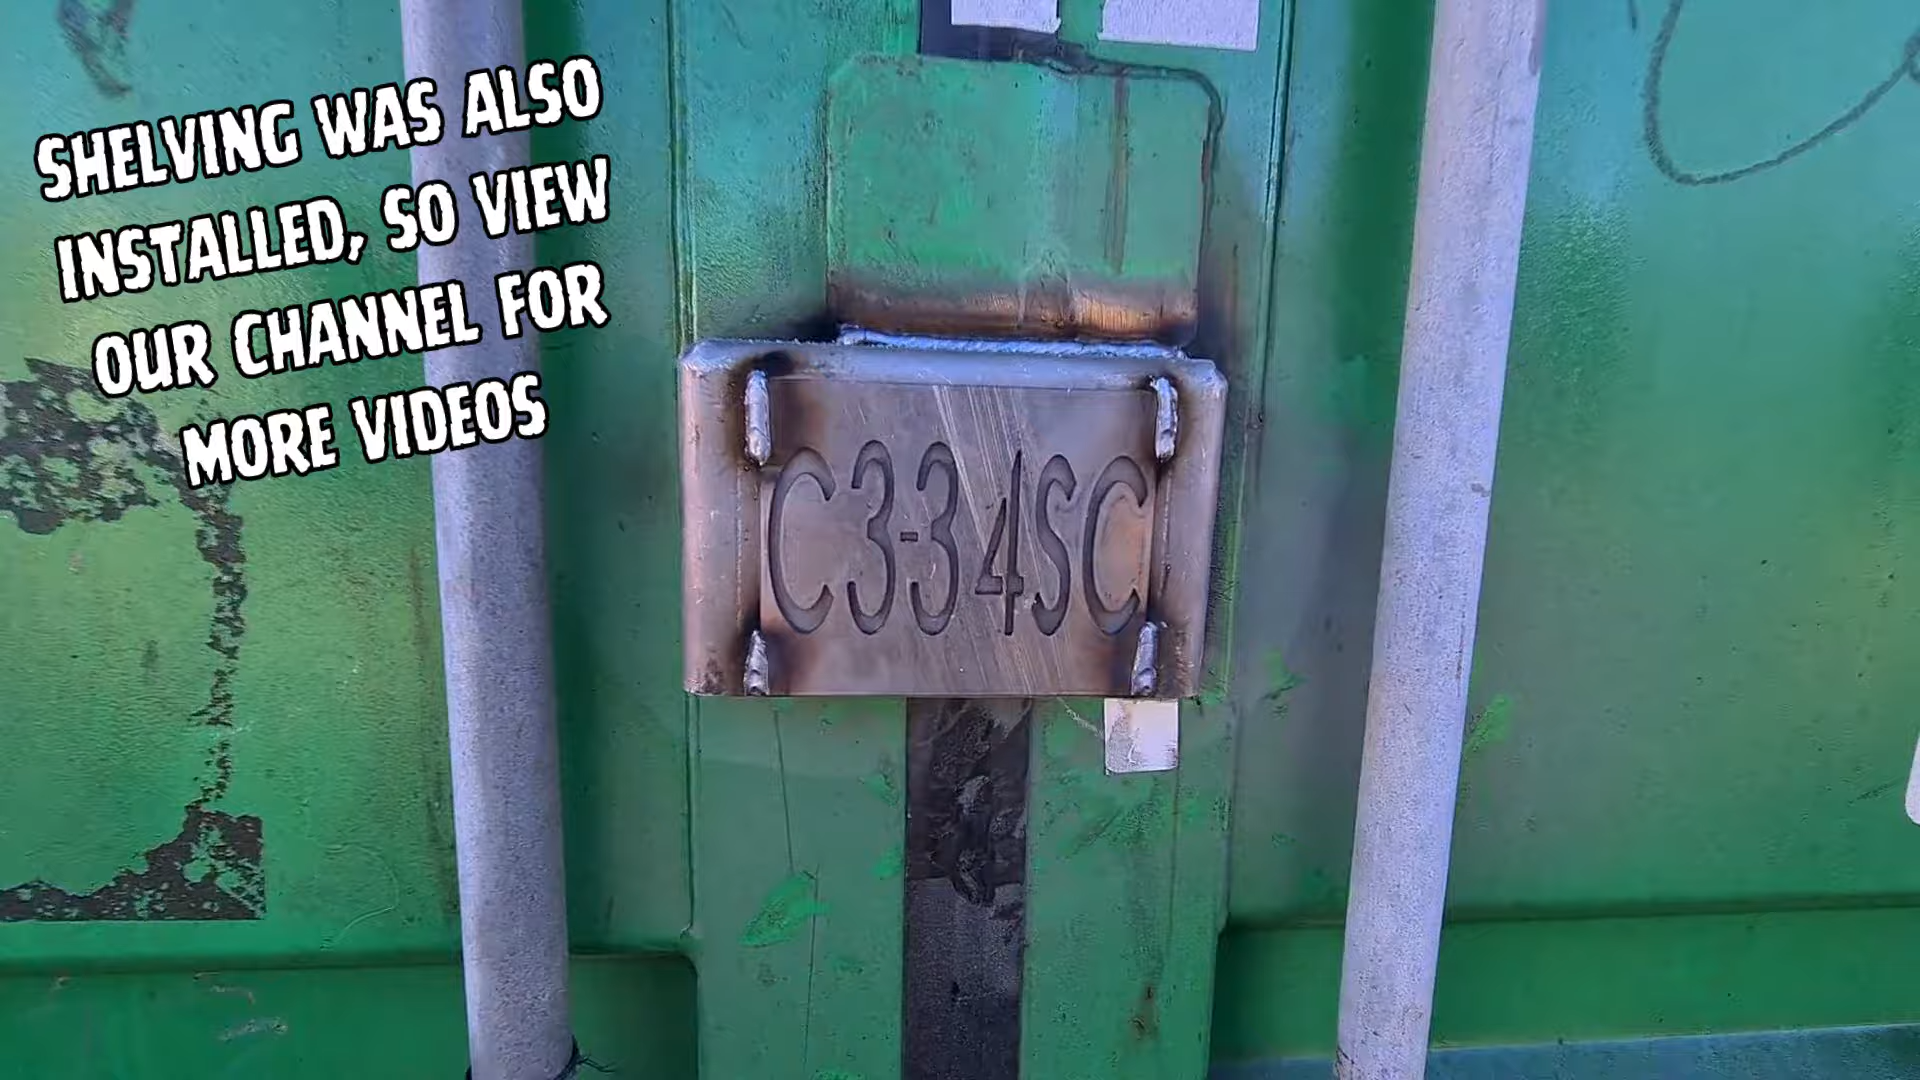 SHELVING WAS ALSO
INSTALLED, SO VIEW
OUR CHANNEL FOR
MORE VIDEOS
C3-34SC